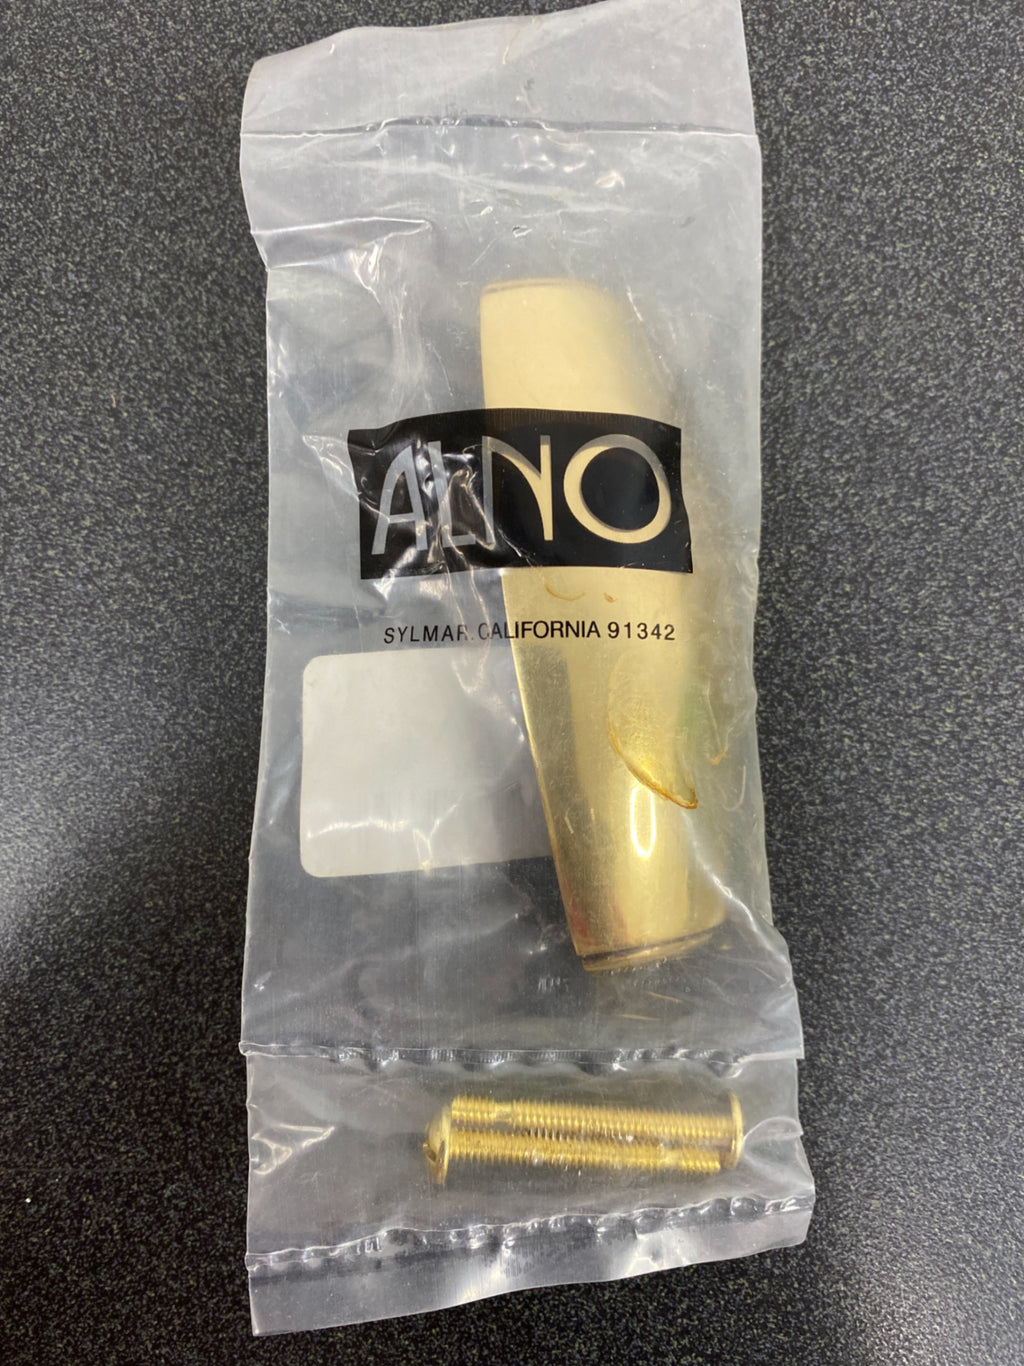 ALNO
SYLMAR, CALIFORNIA 91342